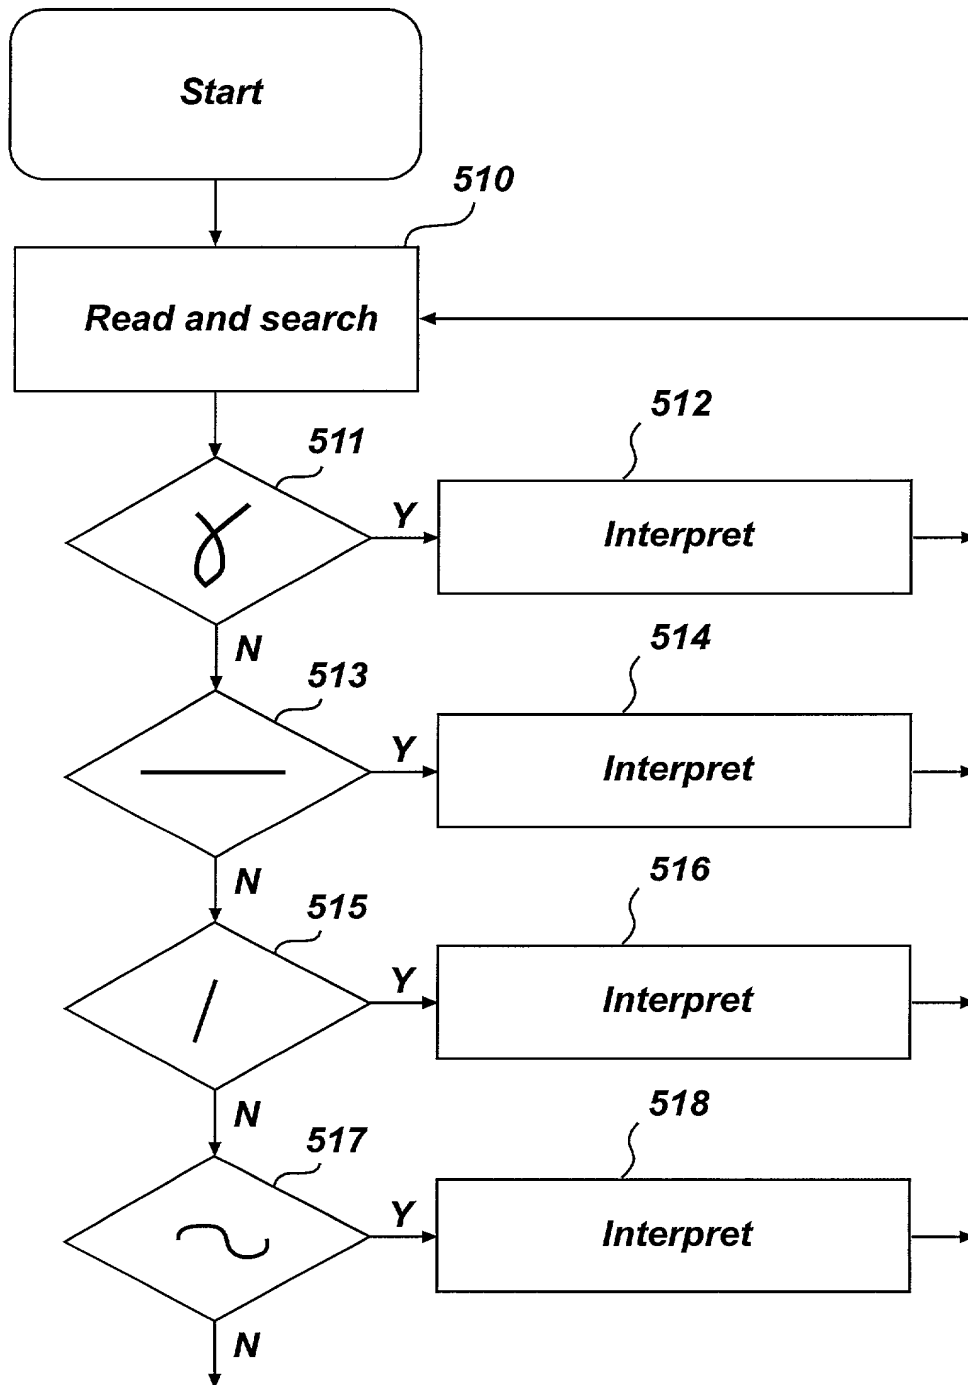 Start
510
Read and search
512
511
Y
Interpret
N
514
513
Y
Interpret
N
516
515
Y
Interpret
N
518
517
Y
Interpret
N